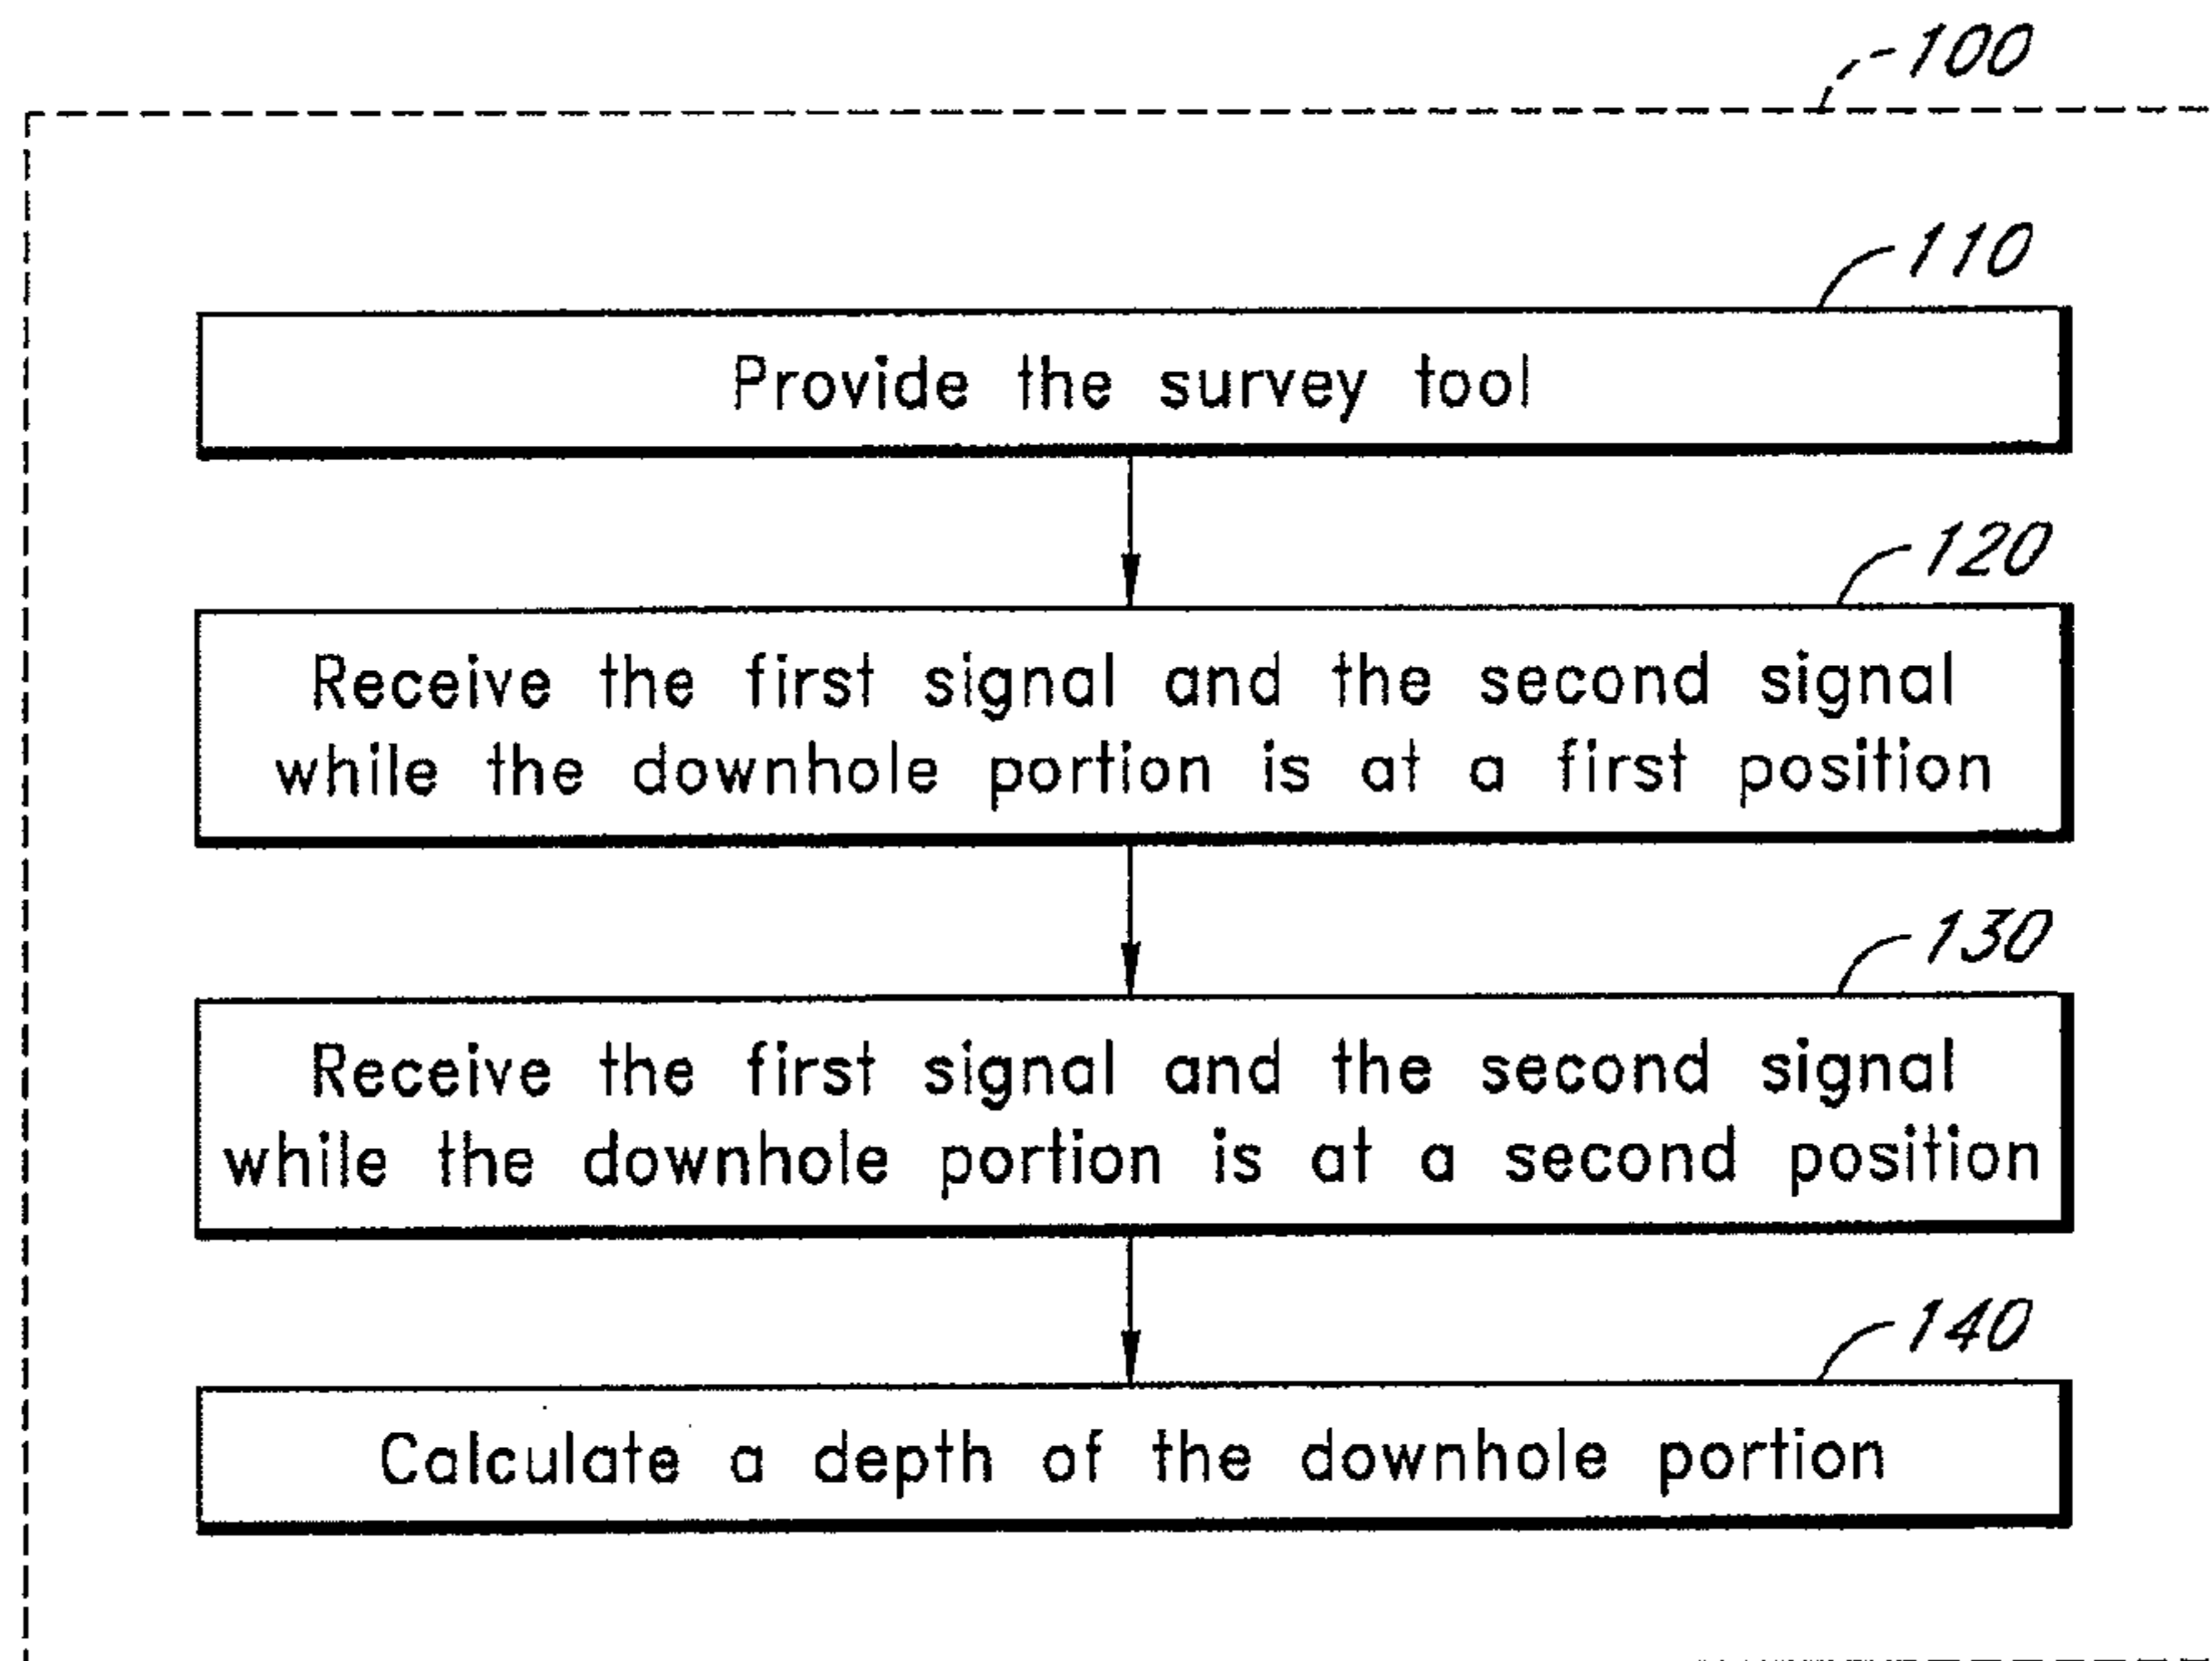 100
110
Provide the survey tool
120
Receive the first signal and the second signal
while the downhole portion is at a first position
130
Receive the first signal and the second signal
while the downhole portion is at a second position
140
Calculate a depth of the downhole portion